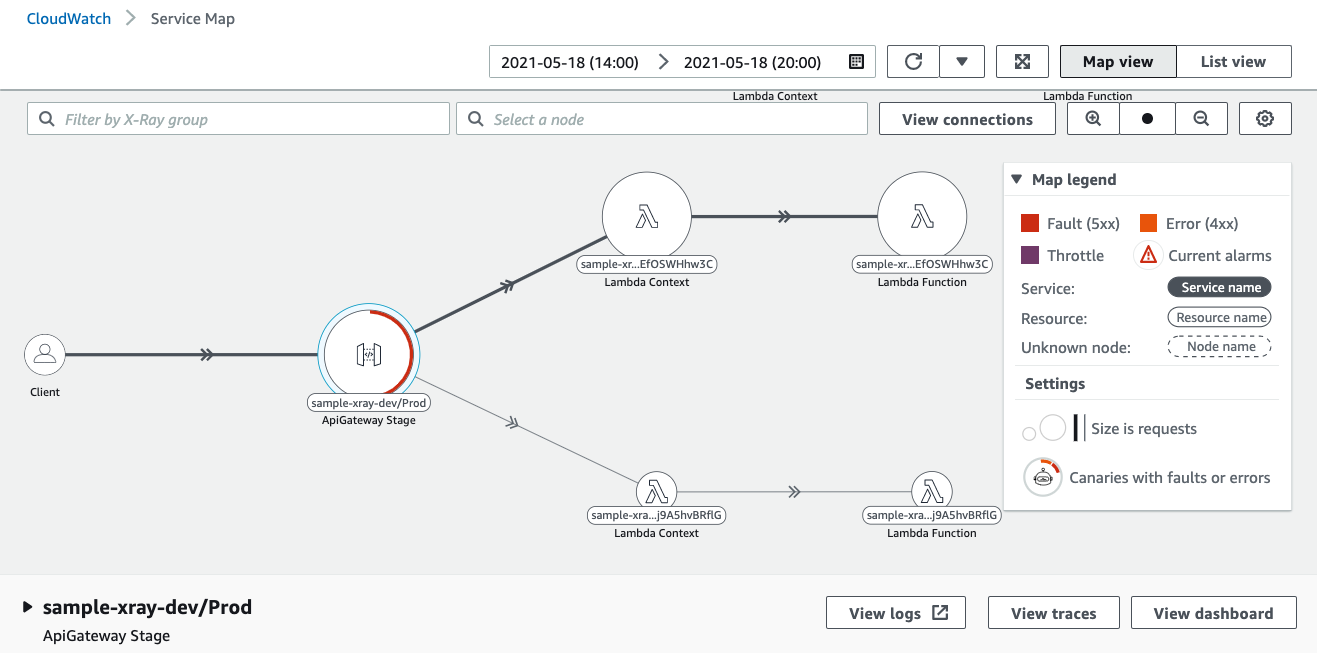 CloudWatch Service Map
2021-05-18 (14:00) 2021-05-18 (20:00) Map view List view
Lambda Context Lambda Function
Filter by X-Ray group Select a node View connections
Map legend
Fault (5xx) Error (4xx)
Throttle Current alarms
Service: Service name
Resource: Resource name
Unknown node: Node name
Settings
Size is requests
Canaries with faults or errors
sample-xr...EfOSWHhw3C
Lambda Context
sample-xr...EfOSWHhw3C
Lambda Function
Client
sample-xray-dev/Prod
ApiGateway Stage
sample-xra...j9A5hvBRflG
Lambda Context
sample-xra...j9A5hvBRflG
Lambda Function
sample-xray-dev/Prod
ApiGateway Stage
View logs View traces View dashboard